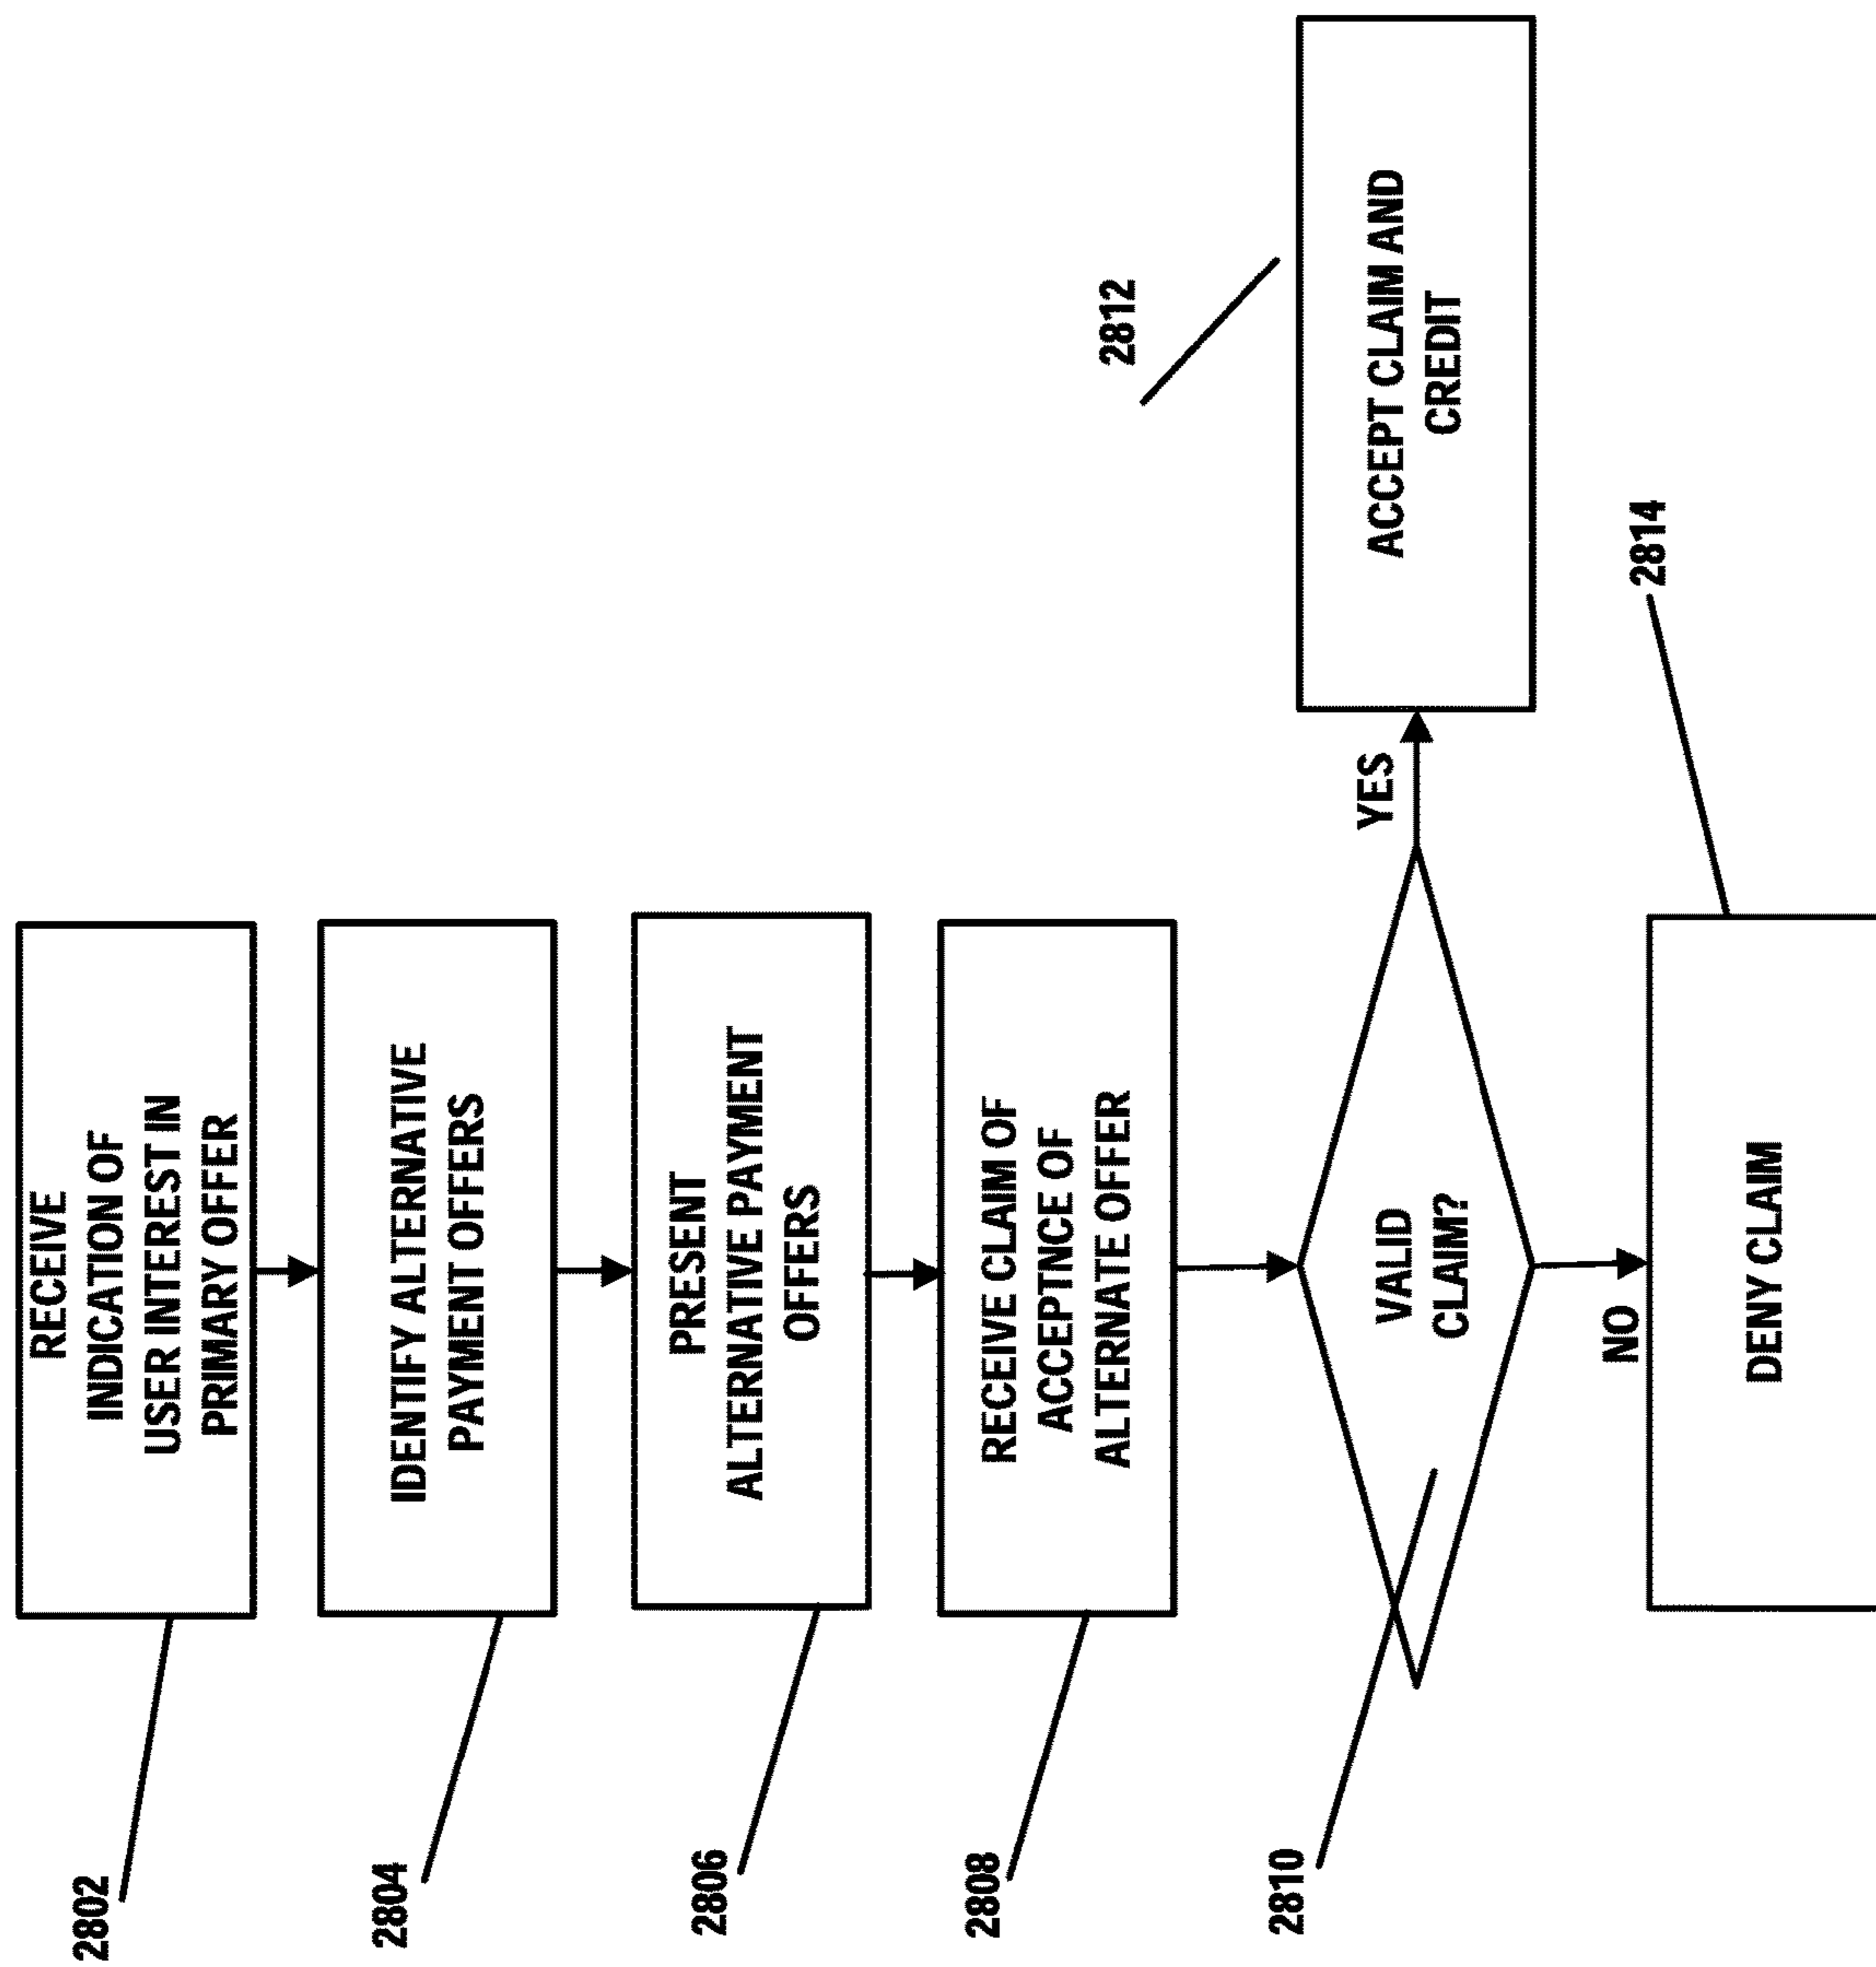 2802
RECEIVE
INDICATION OF
USER INTEREST IN
PRIMARY OFFER
2804
IDENTIFY ALTERNATIVE
PAYMENT OFFERS
2806
PRESENT
ALTERNATIVE PAYMENT
OFFERS
2808
RECEIVE CLAIM OF
ACCEPTNCE OF
ALTERNATE OFFER
2810
VALID
CLAIM?
YES
2812
ACCEPT CLAIM AND
CREDIT
NO
2814
DENY CLAIM